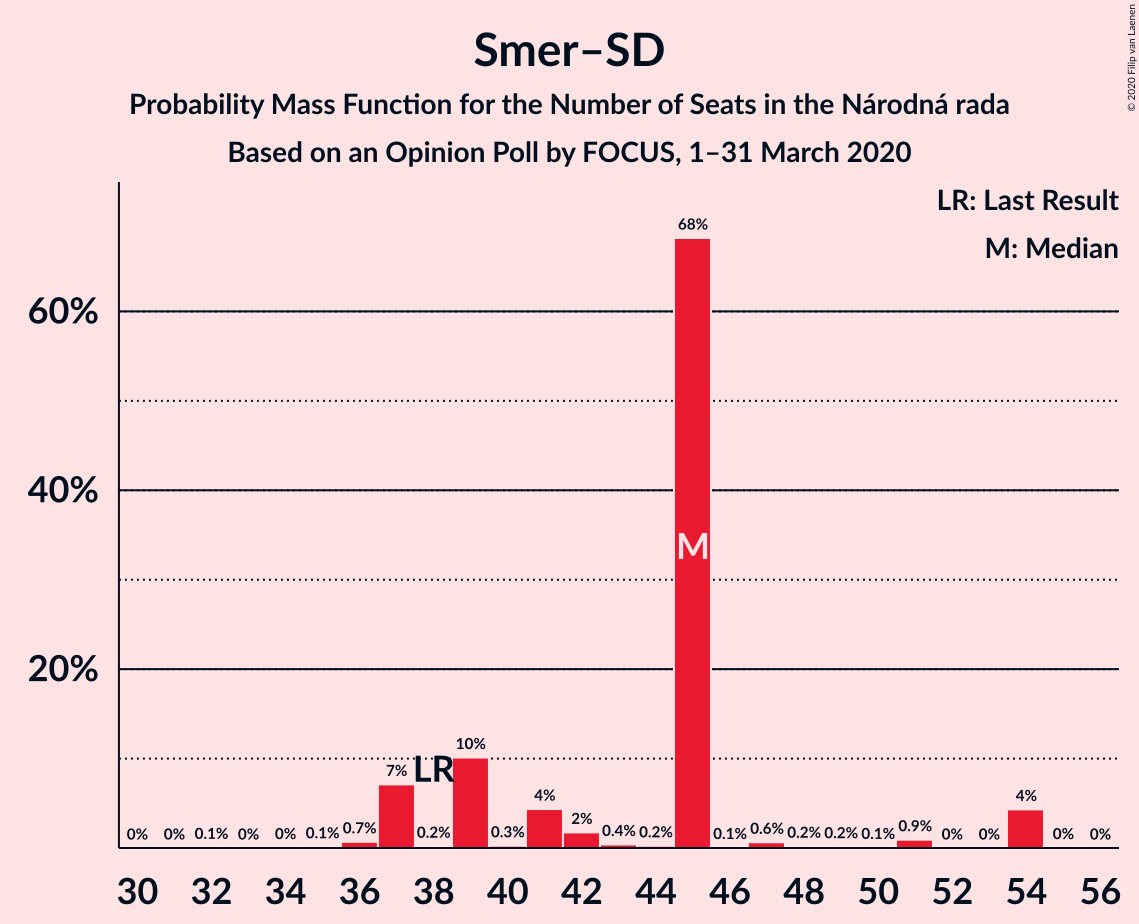 © 2020 Filip van Laenen
Smer–SD
Probability Mass Function for the Number of Seats in the Národná rada
Based on an Opinion Poll by FOCUS, 1–31 March 2020
LR: Last Result
M: Median
60%
40%
20%
0% 0% 0.1% 0% 0% 0.1% 0.7% 7% 0.2% 10% 0.3% 4% 2% 0.4% 0.2% 68% 0.1% 0.6% 0.2% 0.2% 0.1% 0.9% 0% 0% 4% 0% 0%
LR
M
30 32 34 36 38 40 42 44 46 48 50 52 54 56